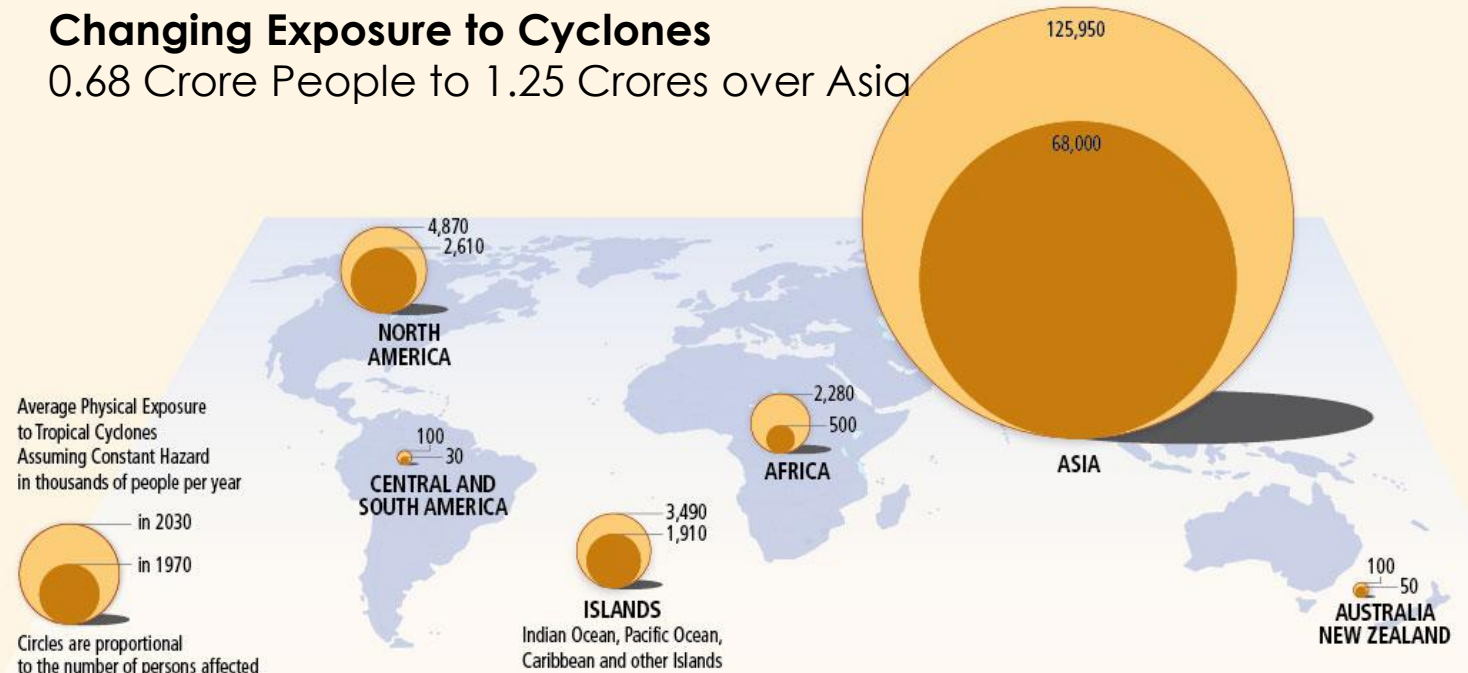 Changing Exposure to Cyclones
0.68 Crore People to 1.25 Crores over Asia
125,950
68,000
4,870
2,610
NORTH
AMERICA
Average Physical Exposure
to Tropical Cyclones
Assuming Constant Hazard
in thousands of people per year
in 2030
in 1970
Circles are proportional
to the number of persons affected
100
30
CENTRAL AND
SOUTH AMERICA
2,280
500
AFRICA
ASIA
3,490
1,910
ISLANDS
Indian Ocean, Pacific Ocean,
Caribbean and other Islands
100
50
AUSTRALIA
NEW ZEALAND